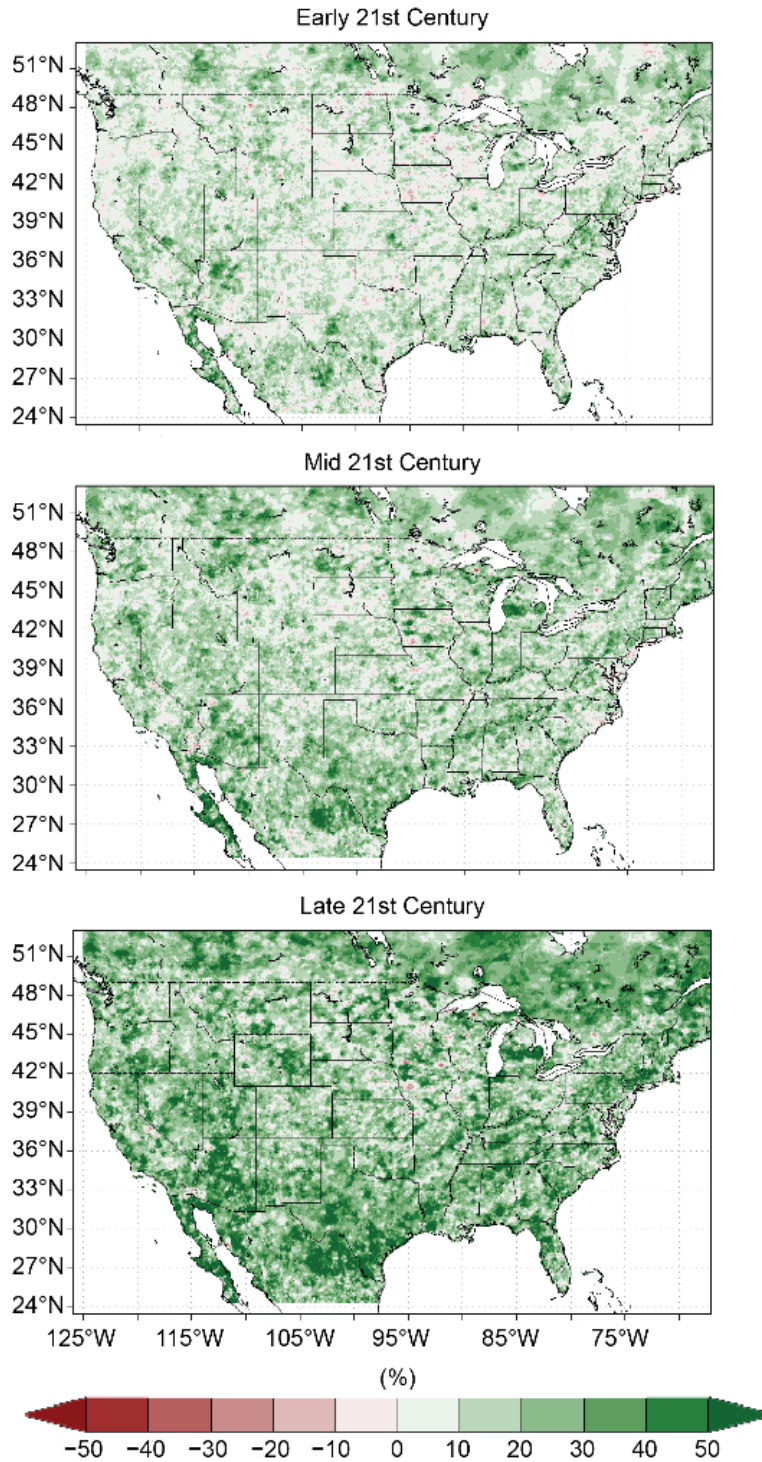 Early 21st Century
51°N
48°N
45°N
42°N
39°N
36°N
33°N
30°N
27°N
24°N
Mid 21st Century
51°N
48°N
45°N
42°N
39°N
36°N
33°N
30°N
27°N
24°N
Late 21st Century
51°N
48°N
45°N
42°N
39°N
36°N
33°N
30°N
27°N
24°N
125°W 115°W 105°W 95°W 85°W 75°W
(%)
−50 −40 −30 −20 −10 0 10 20 30 40 50